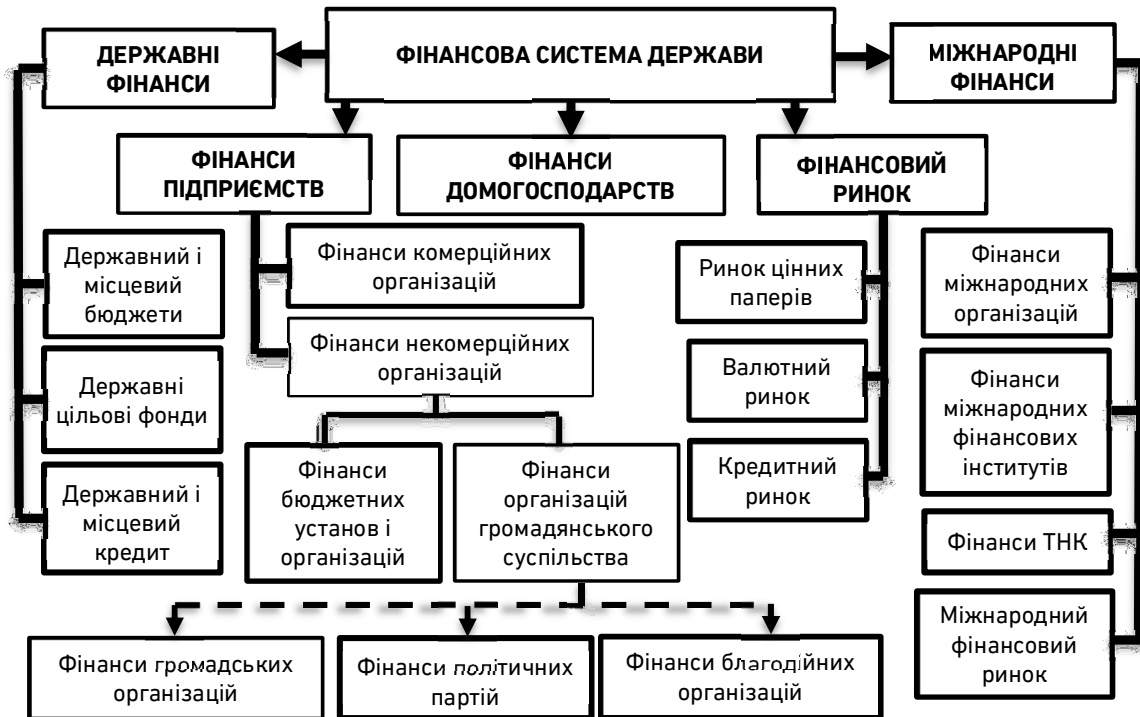 ФІНАНСОВА СИСТЕМА ДЕРЖАВИ
ДЕРЖАВНІ
ФІНАНСИ
МІЖНАРОДНІ
ФІНАНСИ
ФІНАНСИ
ПІДПРИЄМСТВ
ФІНАНСИ
ДОМОГОСПОДАРСТВ
ФІНАНСОВИЙ
РИНОК
Державний і
місцевий
бюджети
Державні
цільові фонди
Державний і
місцевий
кредит
Фінанси комерційних
організацій
Фінанси некомерційних
організацій
Фінанси
бюджетних
установ і
організацій
Фінанси
організацій
громадянського
суспільства
Фінанси громадських
організацій
Фінанси політичних
партій
Фінанси благодійних
організацій
Ринок цінних
паперів
Валютний
ринок
Кредитний
ринок
Фінанси
міжнародних
організацій
Фінанси
міжнародних
фінансових
інститутів
Фінанси ТНК
Міжнародний
фінансовий
ринок